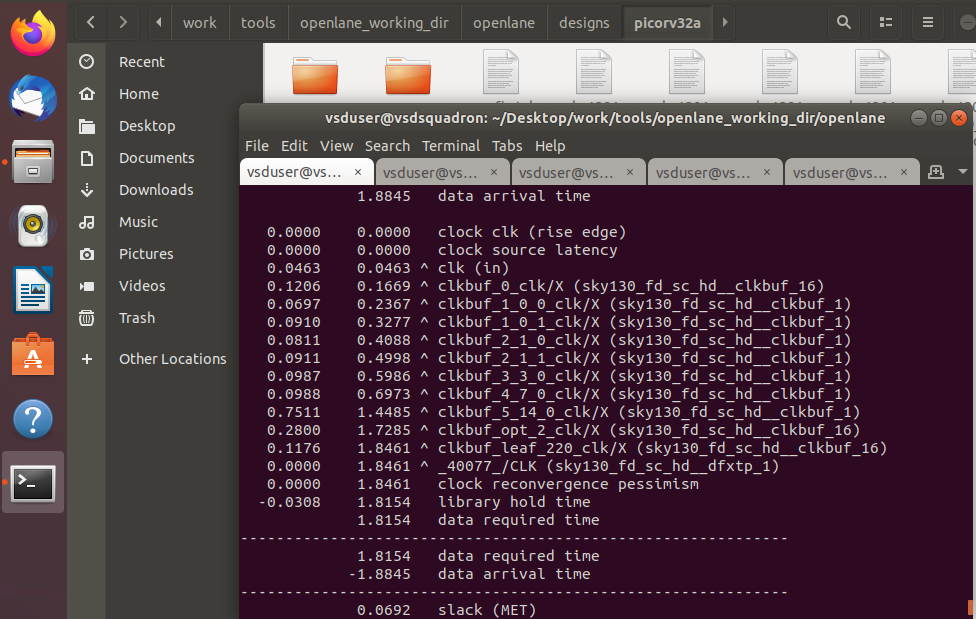 work tools openlane_working_dir openlane designs picorv32a
Recent
Home
Desktop
Documents
Downloads
Music
Pictures
Videos
Trash
Other Locations
vsduser@vsdsquadron: ~/Desktop/work/tools/openlane_working_dir/openlane
File Edit View Search Terminal Tabs Help
vsduser@vs... × vsduser@vs... × vsduser@vs... × vsduser@vs... × vsduser@vs... ×
1.8845 data arrival time
0.0000 0.0000 clock clk (rise edge)
0.0000 0.0000 clock source latency
0.0463 0.0463 ^ clk (in)
0.1206 0.1669 ^ clkbuf_0_clk/X (sky130_fd_sc_hd__clkbuf_16)
0.0697 0.2367 ^ clkbuf_1_0_0_clk/X (sky130_fd_sc_hd__clkbuf_1)
0.0910 0.3277 ^ clkbuf_1_0_1_clk/X (sky130_fd_sc_hd__clkbuf_1)
0.0811 0.4088 ^ clkbuf_2_1_0_clk/X (sky130_fd_sc_hd__clkbuf_1)
0.0911 0.4998 ^ clkbuf_2_1_1_clk/X (sky130_fd_sc_hd__clkbuf_1)
0.0987 0.5986 ^ clkbuf_3_3_0_clk/X (sky130_fd_sc_hd__clkbuf_1)
0.0988 0.6973 ^ clkbuf_4_7_0_clk/X (sky130_fd_sc_hd__clkbuf_1)
0.7511 1.4485 ^ clkbuf_5_14_0_clk/X (sky130_fd_sc_hd__clkbuf_1)
0.2800 1.7285 ^ clkbuf_opt_2_clk/X (sky130_fd_sc_hd__clkbuf_16)
0.1176 1.8461 ^ clkbuf_leaf_220_clk/X (sky130_fd_sc_hd__clkbuf_16)
0.0000 1.8461 ^ _40077_/CLK (sky130_fd_sc_hd__dfxtp_1)
0.0000 1.8461 clock reconvergence pessimism
-0.0308 1.8154 library hold time
1.8154 data required time
-------------------------------------------------------------
1.8154 data required time
-1.8845 data arrival time
-------------------------------------------------------------
0.0692 slack (MET)